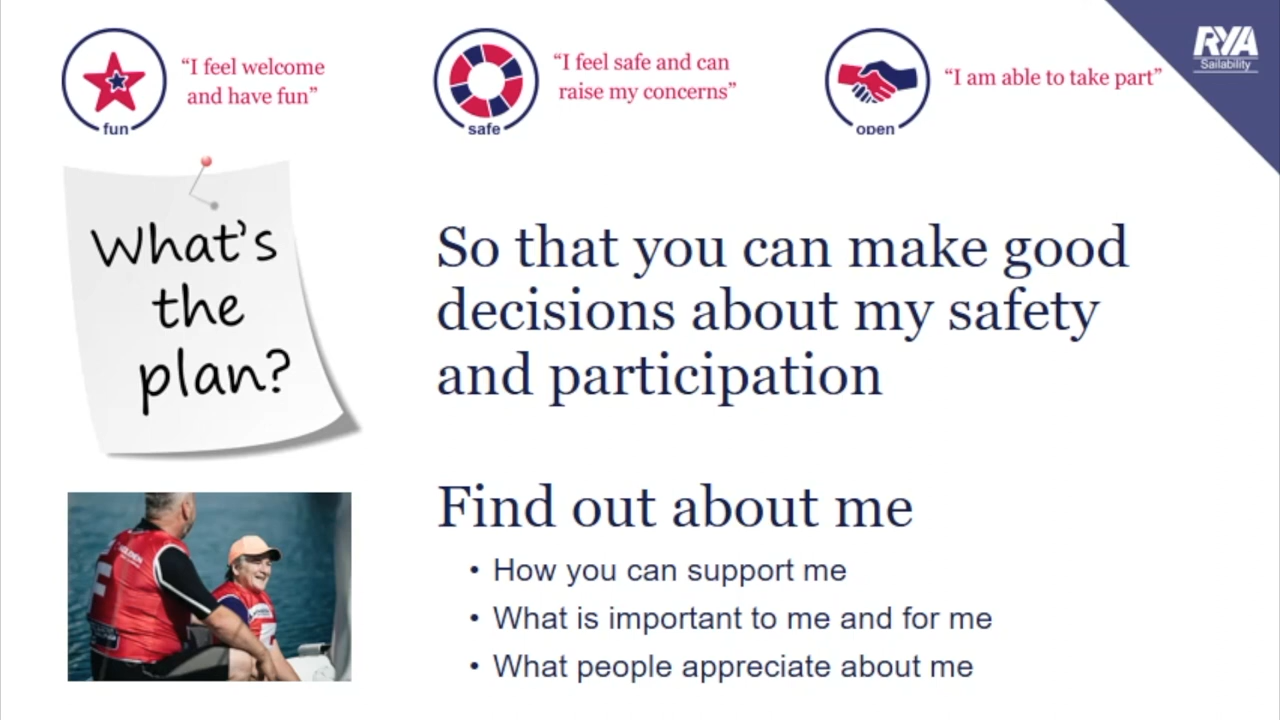 “I feel welcome
and have fun”
fun
“I feel safe and can
raise my concerns”
safe
“I am able to take part”
open
RYA
Sailability
What’s
the
plan?
So that you can make good
decisions about my safety
and participation
Find out about me
• How you can support me
• What is important to me and for me
• What people appreciate about me